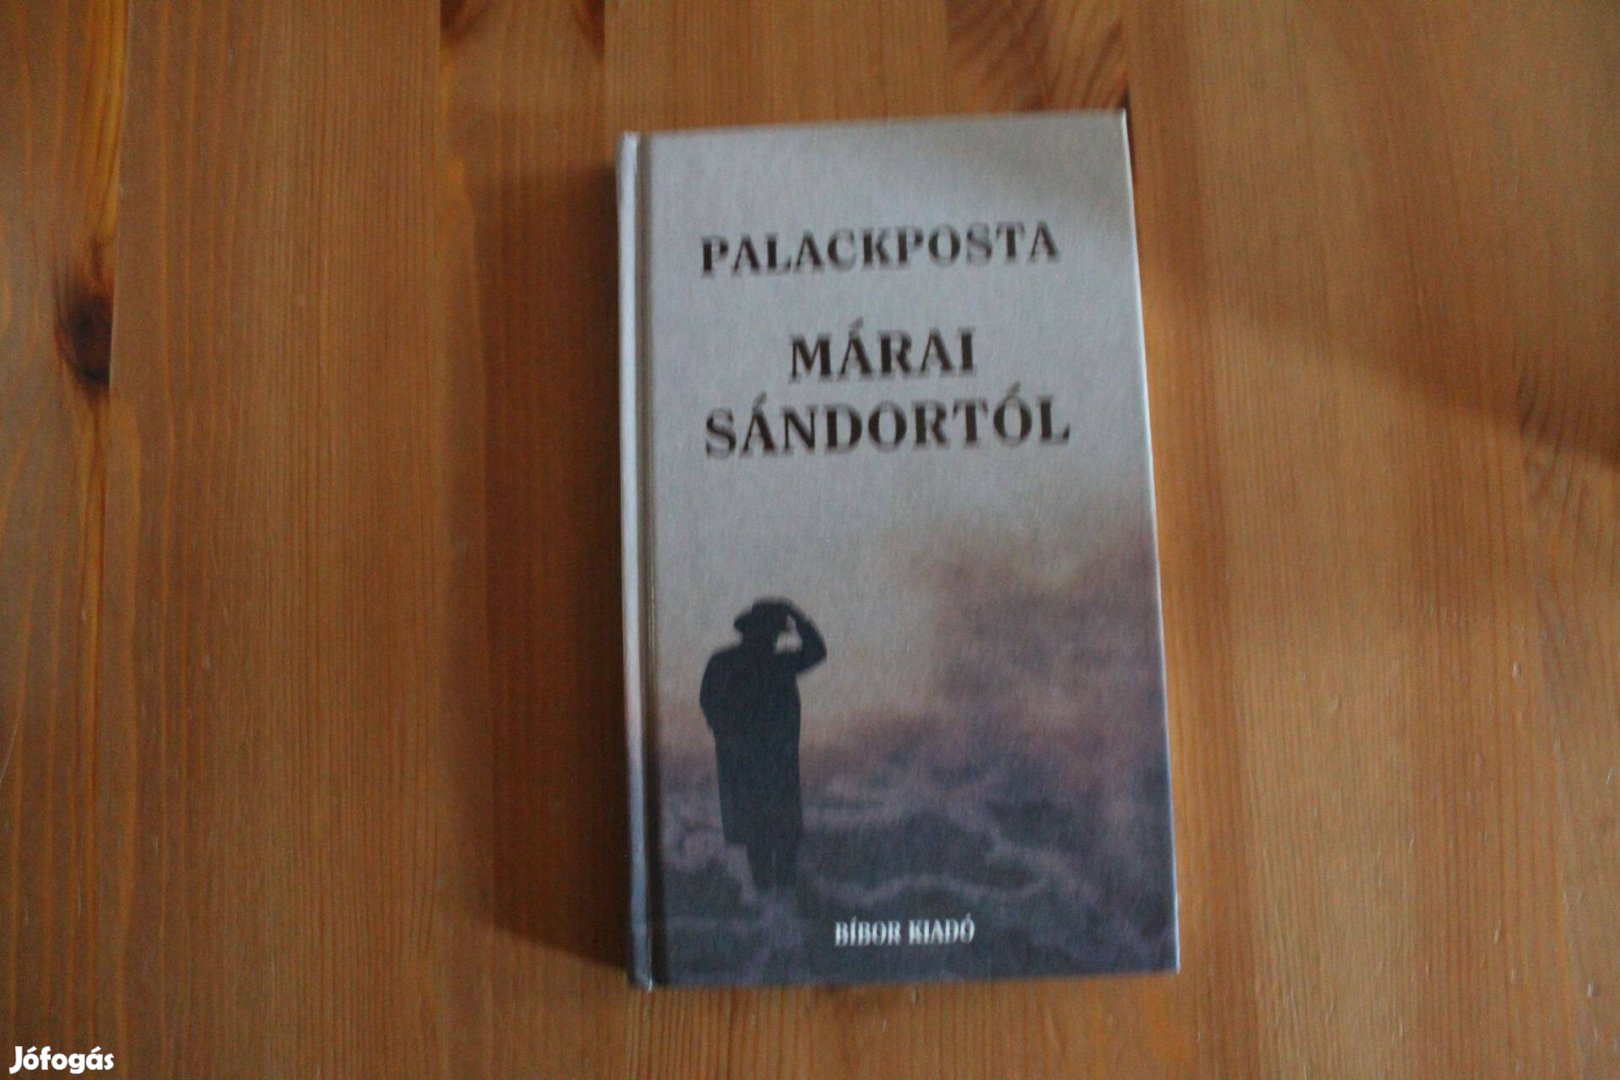 PALACKPOSTA
MÁRAI
SÁNDORTÓL
BÍBOR KIADÓ
Jófogás